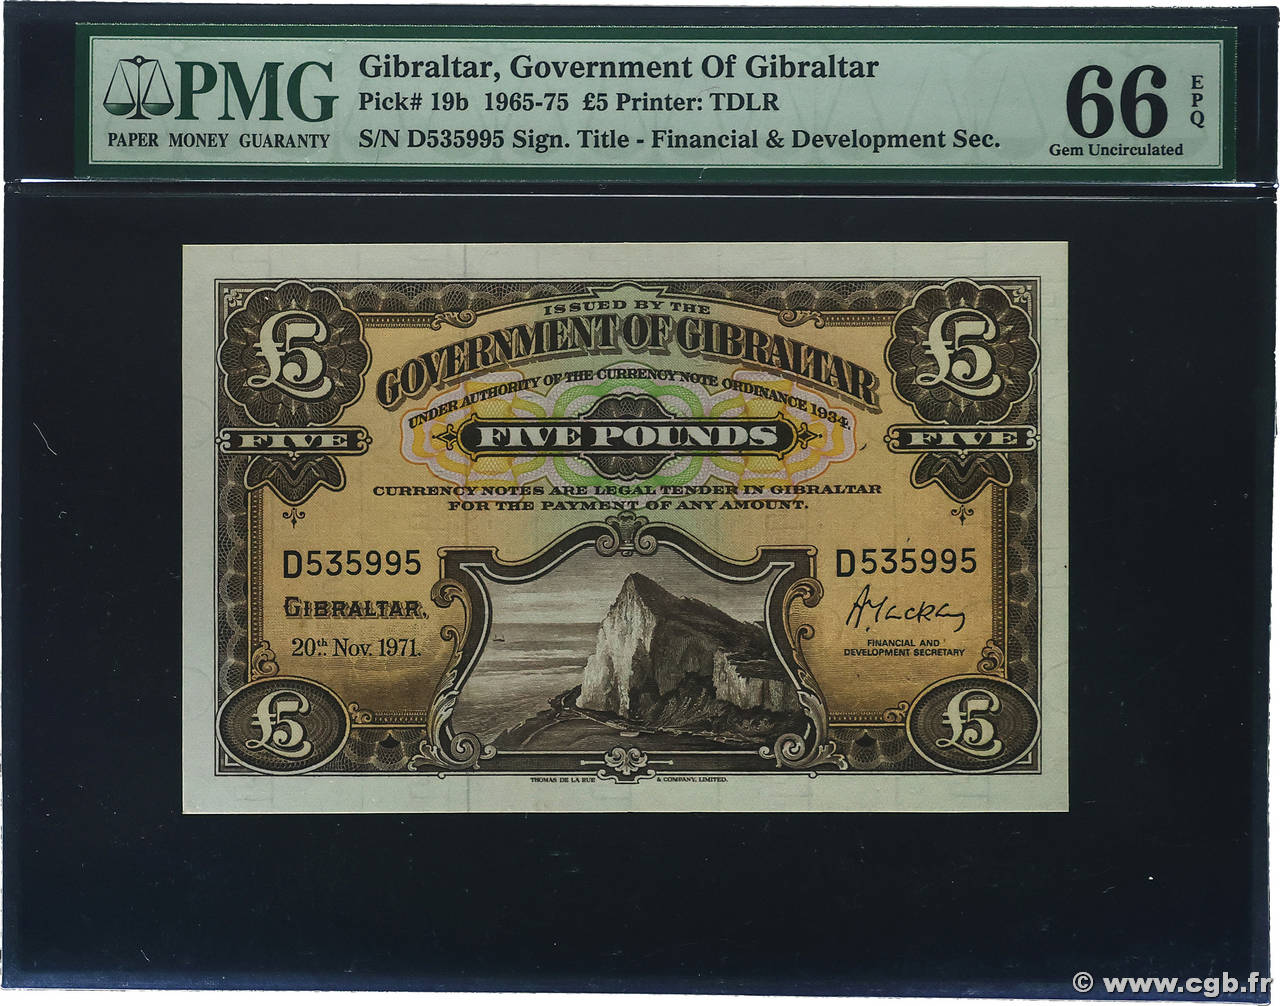 PMG
PAPER MONEY GUARANTY
Gibraltar, Government Of Gibraltar
Pick# 19b 1965-75 £5 Printer: TDLR
S/N D535995 Sign. Title - Financial & Development Sec.
66 EPQ
Gem Uncirculated
£5
£5
ISSUED BY THE
GOVERNMENT OF GIBRALTAR
UNDER AUTHORITY OF THE CURRENCY NOTE ORDINANCE 1934.
FIVE
FIVE POUNDS
FIVE
CURRENCY NOTES ARE LEGAL TENDER IN GIBRALTAR
FOR THE PAYMENT OF ANY AMOUNT.
D535995
D535995
GIBRALTAR,
20th Nov. 1971.
FINANCIAL AND
DEVELOPMENT SECRETARY
£5
£5
THOMAS DE LA RUE & COMPANY, LIMITED.
© www.cgb.fr